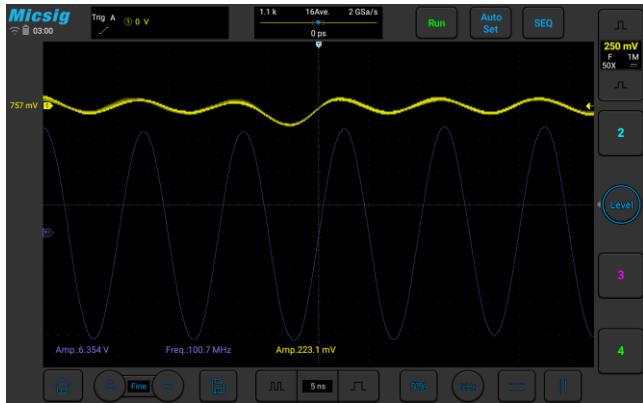 Micsig
03:00
Trig A ① 0 V
1.1 k 16Ave. 2 GSa/s
0 ps
Run
Auto
Set
SEQ
250 mV
F 1M
50X
757 mV
2
Level
3
4
Amp.:6.354 V Freq.:100.7 MHz Amp.223.1 mV
Fine
5 ns
50%